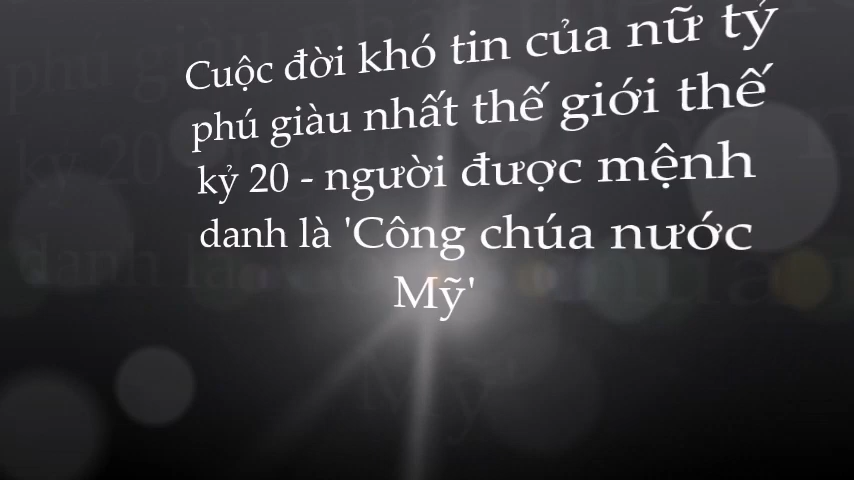 Cuộc đời khó tin của nữ tỷ
phú giàu nhất thế giới thế
kỷ 20 - người được mệnh
danh là 'Công chúa nước
Mỹ'